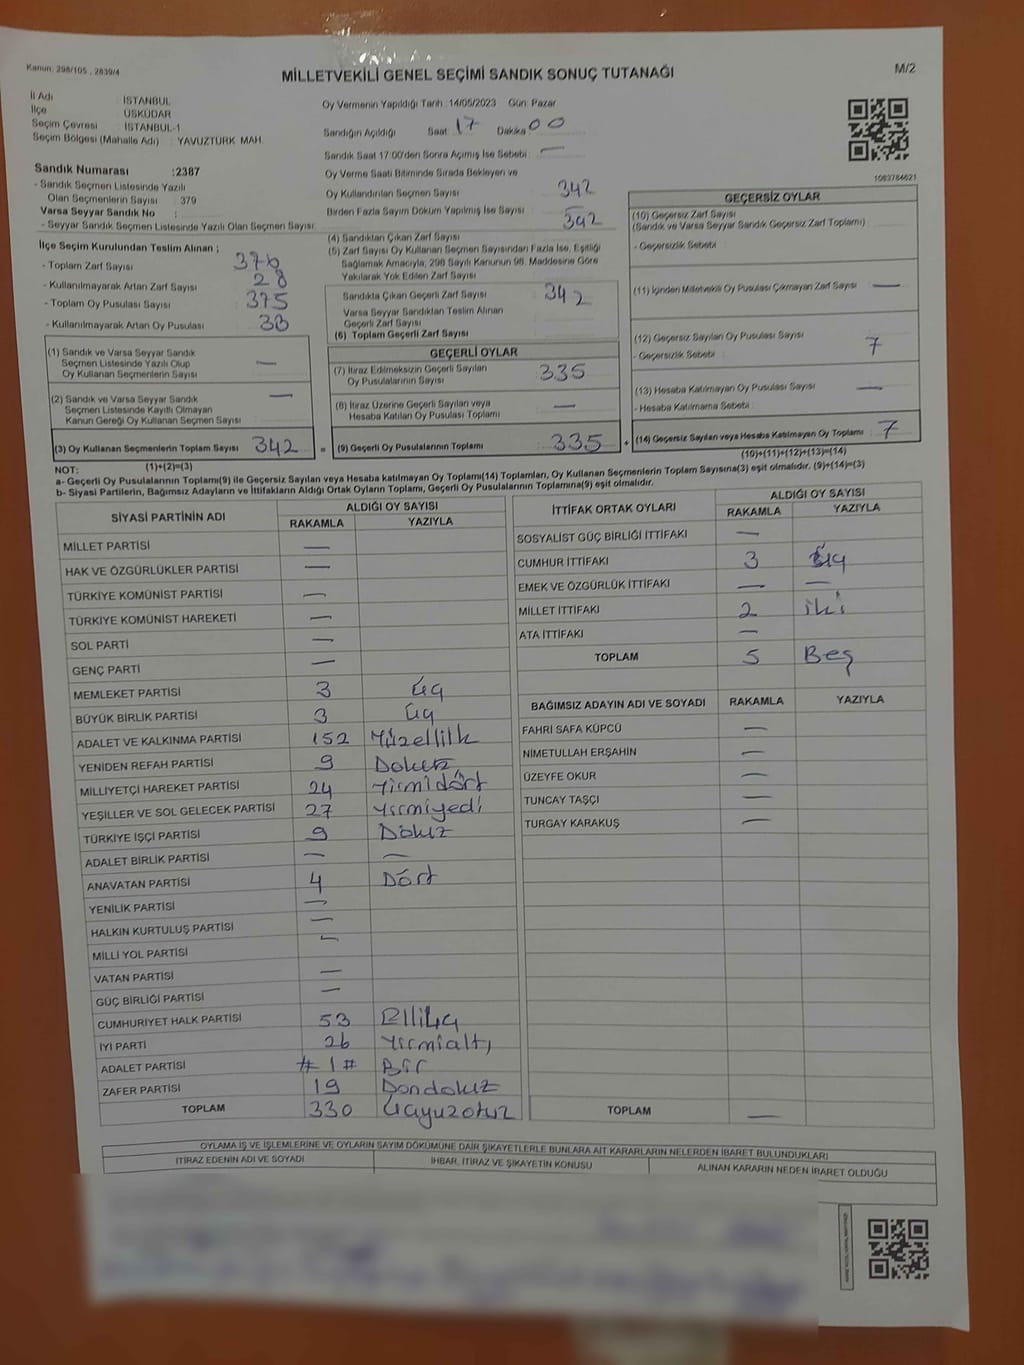 Kanun, 298/105 , 2839/4
MİLLETVEKİLİ GENEL SEÇİMİ SANDIK SONUÇ TUTANAĞI
M/2
İl Adı : İSTANBUL
İlçe : ÜSKÜDAR
Seçim Çevresi : İSTANBUL-1
Seçim Bölgesi (Mahalle Adı) : YAVUZTÜRK MAH.
Oy Vermenin Yapıldığı Tarih :14/05/2023 Gün: Pazar
Sandığın Açıldığı Saat: 17 Dakika 00
Sandık Saat 17:00'den Sonra Açımış İse Sebebi : —
Oy Verme Saati Bitiminde Sırada Bekleyen ve
Oy Kullandırılan Seçmen Sayısı 342
Birden Fazla Sayım Döküm Yapılmış İse Sayısı 342
1083784621
Sandık Numarası :2387
- Sandık Seçmen Listesinde Yazılı
Olan Seçmenlerin Sayısı : 379
Varsa Seyyar Sandık No :
- Seyyar Sandık Seçmen Listesinde Yazılı Olan Seçmen Sayısı
İlçe Seçim Kurulundan Teslim Alınan ;
- Toplam Zarf Sayısı 376
- Kullanılmayarak Artan Zarf Sayısı 28
- Toplam Oy Pusulası Sayısı 375
- Kullanılmayarak Artan Oy Pusulası 33
(1) Sandık ve Varsa Seyyar Sandık
Seçmen Listesinde Yazılı Olup
Oy Kullanan Seçmenlerin Sayısı —
(2) Sandık ve Varsa Seyyar Sandık
Seçmen Listesinde Kayıtlı Olmayan
Kanun Gereği Oy Kullanan Seçmen Sayısı —
(3) Oy Kullanan Seçmenlerin Toplam Sayısı 342
(1)+(2)=(3)
(4) Sandıktan Çıkan Zarf Sayısı
(5) Zarf Sayısı Oy Kullanan Seçmen Sayısından Fazla İse, Eşitliği
Sağlamak Amacıyla, 298 Sayılı Kanunun 98. Maddesine Göre
Yakılarak Yok Edilen Zarf Sayısı
Sandıkta Çıkan Geçerli Zarf Sayısı 342
Varsa Seyyar Sandıktan Teslim Alınan
Geçerli Zarf Sayısı
(6) Toplam Geçerli Zarf Sayısı
GEÇERLİ OYLAR
(7) İtiraz Edilmeksizin Geçerli Sayılan
Oy Pusulalarının Sayısı 335
(8) İtiraz Üzerine Geçerli Sayılan veya
Hesaba Katılan Oy Pusulası Toplamı —
= (9) Geçerli Oy Pusulalarının Toplamı 335 +
GEÇERSİZ OYLAR
(10) Geçersiz Zarf Sayısı
(Sandık ve Varsa Seyyar Sandık Geçersiz Zarf Toplamı)
- Geçersizlik Sebebi :
(11) İçinden Milletvekili Oy Pusulası Çıkmayan Zarf Sayısı —
(12) Geçersiz Sayılan Oy Pusulası Sayısı 7
- Geçersizlik Sebebi :
(13) Hesaba Katılmayan Oy Pusulası Sayısı —
- Hesaba Katılmama Sebebi :
(14) Geçersiz Sayılan veya Hesaba Katılmayan Oy Toplamı 7
(10)+(11)+(12)+(13)=(14)
NOT:
a- Geçerli Oy Pusulalarının Toplamı(9) ile Geçersiz Sayılan veya Hesaba katılmayan Oy Toplamı(14) Toplamları, Oy Kullanan Seçmenlerin Toplam Sayısına(3) eşit olmalıdır. (9)+(14)=(3)
b- Siyasi Partilerin, Bağımsız Adayların ve İttifakların Aldığı Ortak Oyların Toplamı, Geçerli Oy Pusulalarının Toplamına(9) eşit olmalıdır.
SİYASİ PARTİNİN ADI ALDIĞI OY SAYISI
RAKAMLA YAZIYLA
MİLLET PARTİSİ —
HAK VE ÖZGÜRLÜKLER PARTİSİ —
TÜRKİYE KOMÜNİST PARTİSİ —
TÜRKİYE KOMÜNİST HAREKETİ —
SOL PARTİ —
GENÇ PARTİ —
MEMLEKET PARTİSİ 3 üç
BÜYÜK BİRLİK PARTİSİ 3 üç
ADALET VE KALKINMA PARTİSİ 152 Yüzelliik
YENİDEN REFAH PARTİSİ 9 Dokuz
MİLLİYETÇİ HAREKET PARTİSİ 24 Yirmidört
YEŞİLLER VE SOL GELECEK PARTİSİ 27 Yirmiyedi
TÜRKİYE İŞÇİ PARTİSİ 9 Dokuz
ADALET BİRLİK PARTİSİ — —
ANAVATAN PARTİSİ 4 Dört
YENİLİK PARTİSİ —
HALKIN KURTULUŞ PARTİSİ —
MİLLİ YOL PARTİSİ —
VATAN PARTİSİ —
GÜÇ BİRLİĞİ PARTİSİ —
CUMHURİYET HALK PARTİSİ 53 Elliüç
İYİ PARTİ 26 Yirmialtı
ADALET PARTİSİ # 1 # Bir
ZAFER PARTİSİ 19 Dondokuz
TOPLAM 330 üçyüzotuz
İTTİFAK ORTAK OYLARI ALDIĞI OY SAYISI
RAKAMLA YAZIYLA
SOSYALİST GÜÇ BİRLİĞİ İTTİFAKI —
CUMHUR İTTİFAKI 3 üç
EMEK VE ÖZGÜRLÜK İTTİFAKI — —
MİLLET İTTİFAKI 2 iki
ATA İTTİFAKI —
TOPLAM 5 Beş
BAĞIMSIZ ADAYIN ADI VE SOYADI RAKAMLA YAZIYLA
FAHRİ SAFA KÜPCÜ —
NİMETULLAH ERŞAHİN —
ÜZEYFE OKUR —
TUNCAY TAŞÇI —
TURGAY KARAKUŞ —
TOPLAM —
OYLAMA İŞ VE İŞLEMLERİNE VE OYLARIN SAYIM DÖKÜMÜNE DAİR ŞİKAYETLERLE BUNLARA AİT KARARLARIN NELERDEN İBARET BULUNDUKLARI
İTİRAZ EDENİN ADI VE SOYADI İHBAR, İTİRAZ VE ŞİKAYETİN KONUSU ALINAN KARARIN NEDEN İBARET OLDUĞU